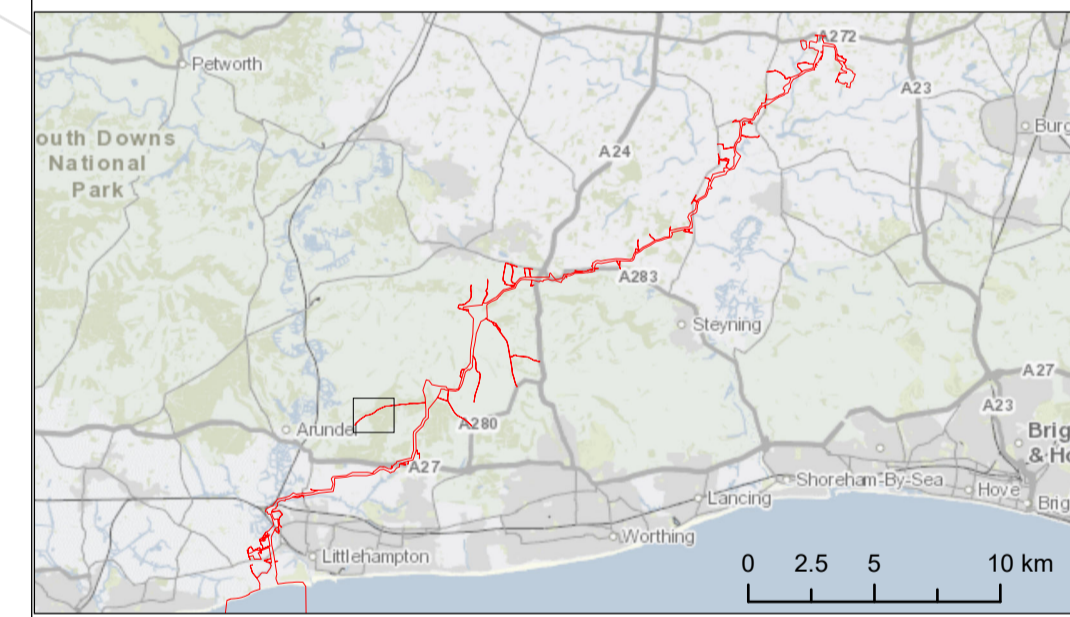 A272
Petworth
A23
Burg
outh Downs
National
Park
A24
A283
Steyning
A27
A23
Arundel
A280
Brig
& Ho
A27
Shoreham-By-Sea
Hove
Brig
Lancing
Worthing
Littlehampton
0 2.5 5 10 km